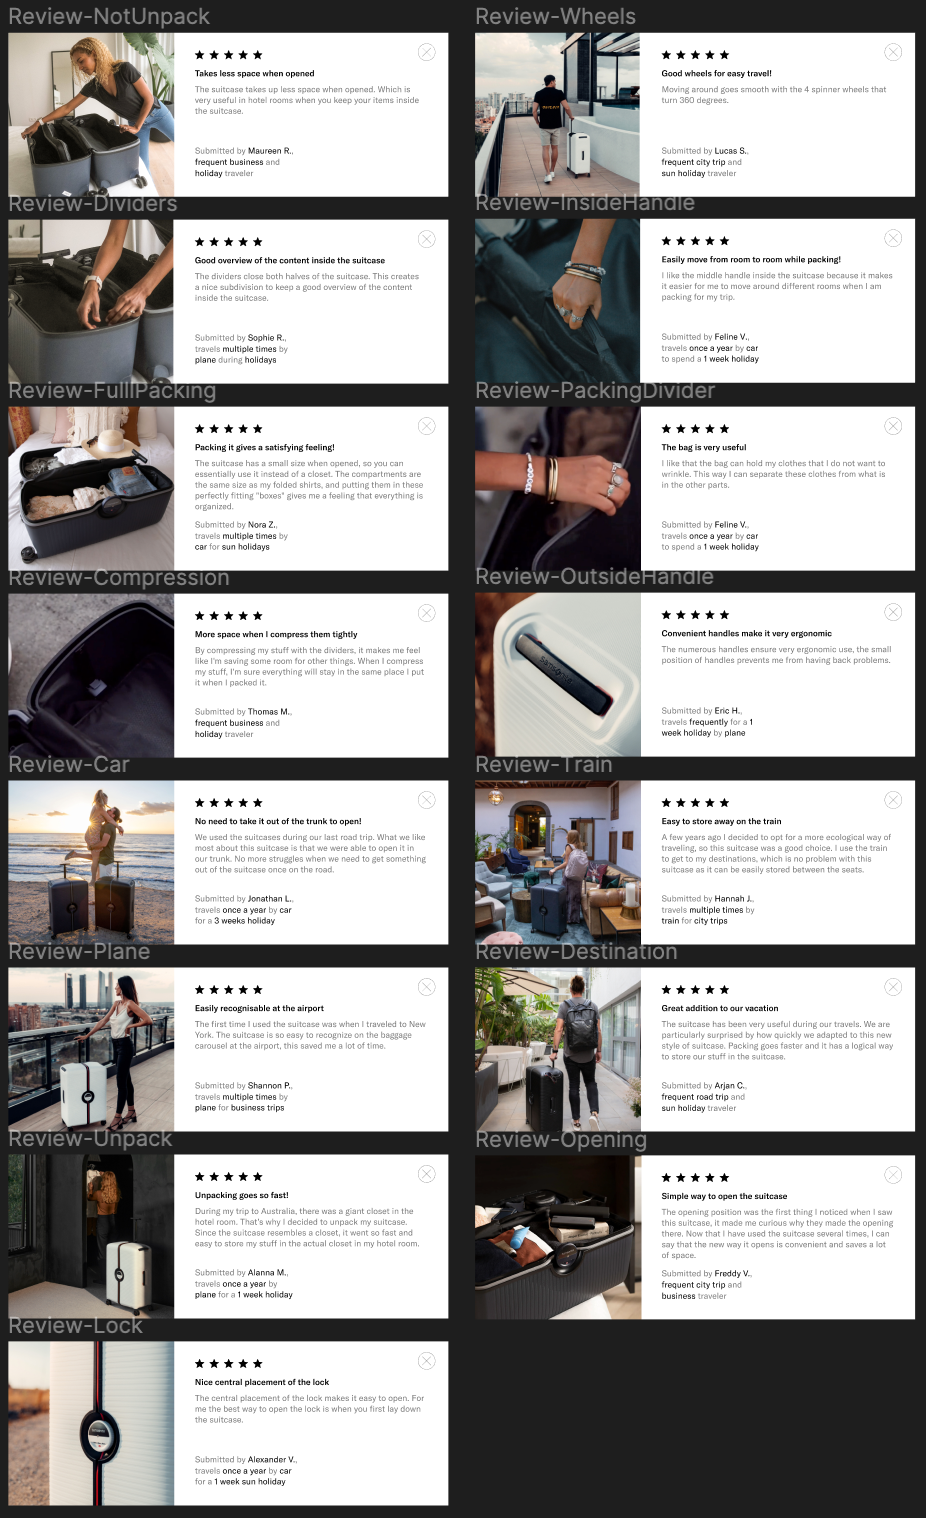 Review-NotUnpack
Takes less space when opened
The suitcase takes up less space when opened. Which is
very useful in hotel rooms when you keep your items inside
the suitcase.
Submitted by Maureen R.,
frequent business and
holiday traveler
Review-Wheels
Good wheels for easy travel!
Moving around goes smooth with the 4 spinner wheels that
turn 360 degrees.
Submitted by Lucas S.,
frequent city trip and
sun holiday traveler
Review-Dividers
Good overview of the content inside the suitcase
The dividers close both halves of the suitcase. This creates
a nice subdivision to keep a good overview of the content
inside the suitcase.
Submitted by Sophie R.,
travels multiple times by
plane during holidays
Review-InsideHandle
Easily move from room to room while packing!
I like the middle handle inside the suitcase because it makes
it easier for me to move around different rooms when I am
packing for my trip.
Submitted by Feline V.,
travels once a year by car
to spend a 1 week holiday
Review-FulllPacking
Packing it gives a satisfying feeling!
The suitcase has a small size when opened, so you can
essentially use it instead of a closet. The compartments are
the same size as my folded shirts, and putting them in these
perfectly fitting "boxes" gives me a feeling that everything is
organized.
Submitted by Nora Z.,
travels multiple times by
car for sun holidays
Review-PackingDivider
The bag is very useful
I like that the bag can hold my clothes that I do not want to
wrinkle. This way I can separate these clothes from what is
in the other parts.
Submitted by Feline V.,
travels once a year by car
to spend a 1 week holiday
Review-Compression
More space when I compress them tightly
By compressing my stuff with the dividers, it makes me feel
like I'm saving some room for other things. When I compress
my stuff, I'm sure everything will stay in the same place I put
it when I packed it.
Submitted by Thomas M.,
frequent business and
holiday traveler
Review-OutsideHandle
Samsonite
Convenient handles make it very ergonomic
The numerous handles ensure very ergonomic use, the small
position of handles prevents me from having back problems.
Submitted by Eric H.,
travels frequently for a 1
week holiday by plane
Review-Car
No need to take it out of the trunk to open!
We used the suitcases during our last road trip. What we like
most about this suitcase is that we were able to open it in
our trunk. No more struggles when we need to get something
out of the suitcase once on the road.
Submitted by Jonathan L.,
travels once a year by car
for a 3 weeks holiday
Review-Train
Easy to store away on the train
A few years ago I decided to opt for a more ecological way of
traveling, so this suitcase was a good choice. I use the train
to get to my destinations, which is no problem with this
suitcase as it can be easily stored between the seats.
Submitted by Hannah J.,
travels multiple times by
train for city trips
Review-Plane
Easily recognisable at the airport
The first time I used the suitcase was when I traveled to New
York. The suitcase is so easy to recognize on the baggage
carousel at the airport, this saved me a lot of time.
Submitted by Shannon P.,
travels multiple times by
plane for business trips
Review-Destination
Great addition to our vacation
The suitcase has been very useful during our travels. We are
particularly surprised by how quickly we adapted to this new
style of suitcase. Packing goes faster and it has a logical way
to store our stuff in the suitcase.
Submitted by Arjan C.,
frequent road trip and
sun holiday traveler
Review-Unpack
Unpacking goes so fast!
During my trip to Australia, there was a giant closet in the
hotel room. That's why I decided to unpack my suitcase.
Since the suitcase resembles a closet, it went so fast and
easy to store my stuff in the actual closet in my hotel room.
Submitted by Alanna M.,
travels once a year by
plane for a 1 week holiday
Review-Opening
Simple way to open the suitcase
The opening position was the first thing I noticed when I saw
this suitcase, it made me curious why they made the opening
there. Now that I have used the suitcase several times, I can
say that the new way it opens is convenient and saves a lot
of space.
Submitted by Freddy V.,
frequent city trip and
business traveler
Review-Lock
Nice central placement of the lock
The central placement of the lock makes it easy to open. For
me the best way to open the lock is when you first lay down
the suitcase.
Submitted by Alexander V.,
travels once a year by car
for a 1 week sun holiday